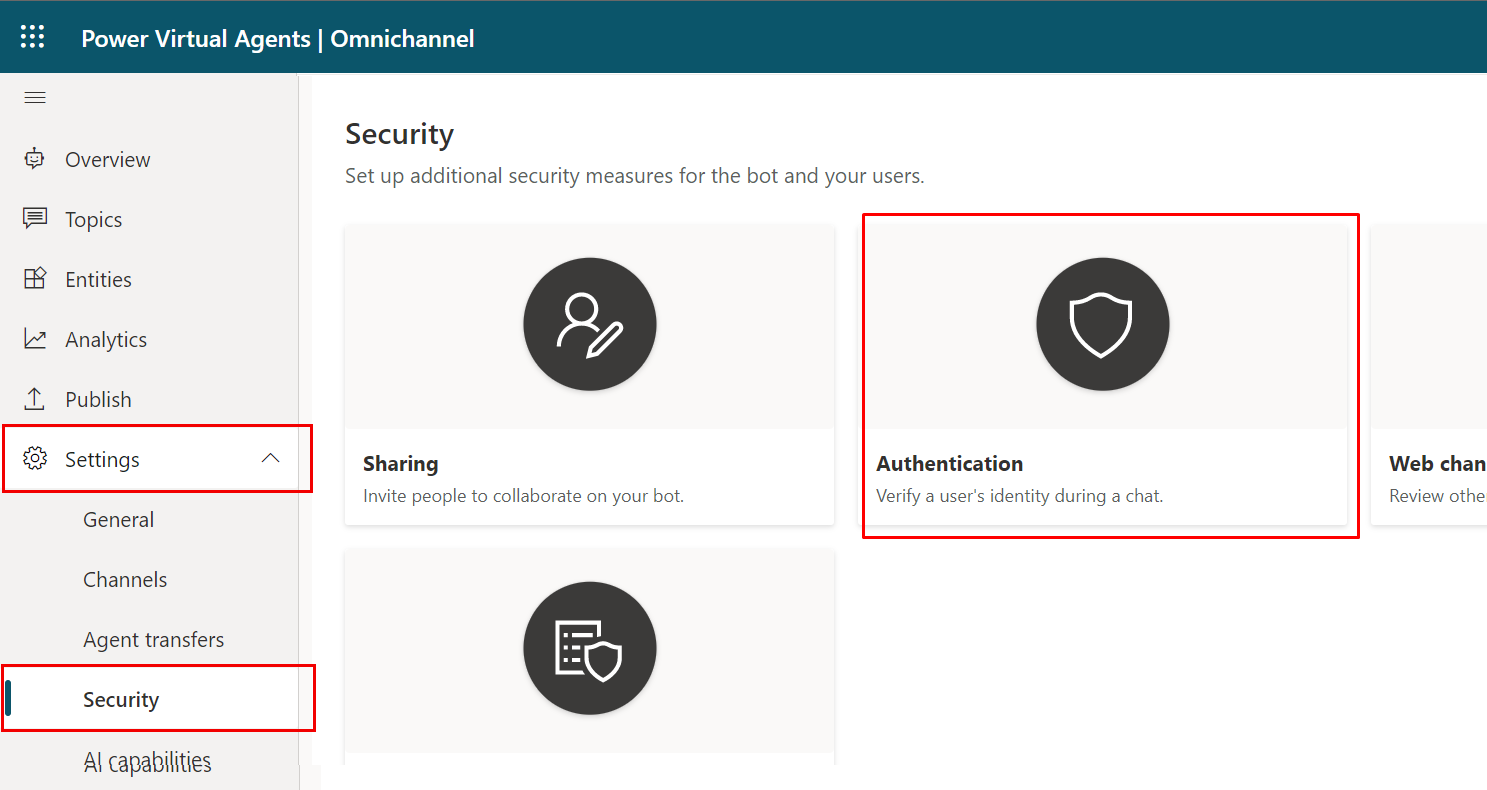 Power Virtual Agents | Omnichannel
Overview
Topics
Entities
Analytics
Publish
Settings
General
Channels
Agent transfers
Security
AI capabilities
AI capabilities
Security
Set up additional security measures for the bot and your users.
Sharing
Invite people to collaborate on your bot.
Authentication
Verify a user's identity during a chat.
Web chan
Review othe